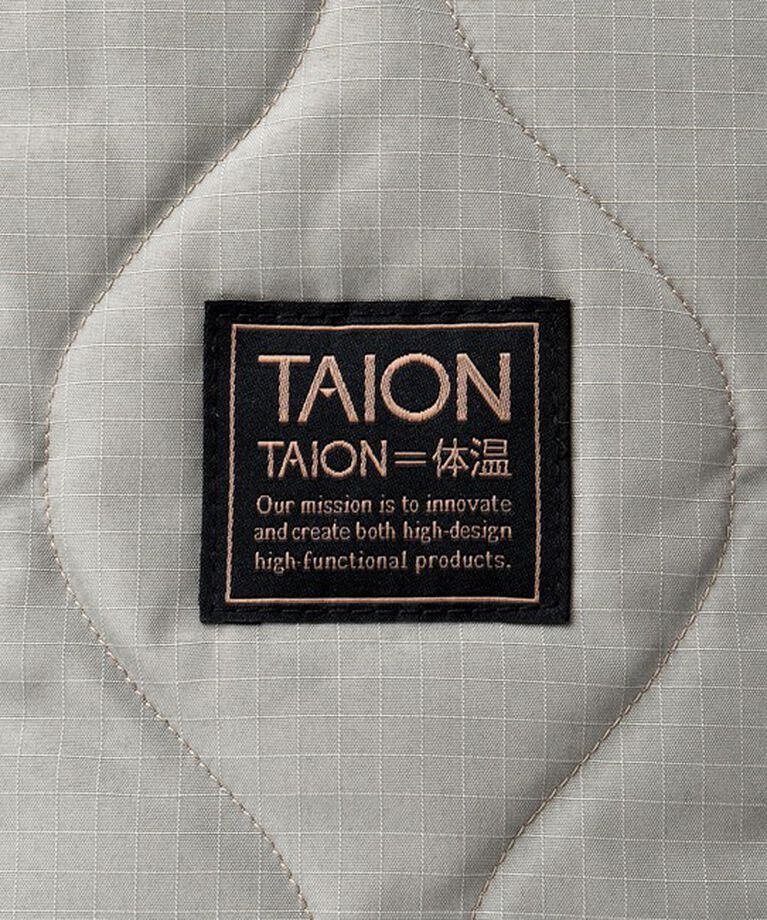 TAION
TAION=体温
Our mission is to innovate
and create both high-design
high-functional products.